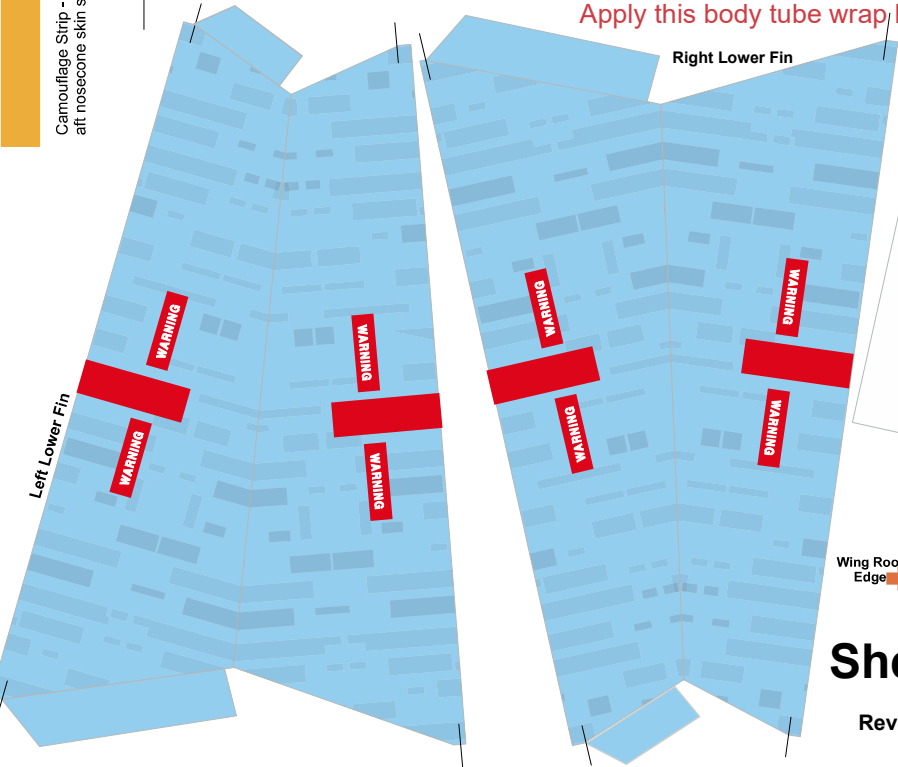 Camouflage Strip -
aft nosecone skin s
Apply this body tube wrap
Right Lower Fin
WARNING
WARNING
WARNING
WARNING
Left Lower Fin
WARNING
WARNING
WARNING
WARNING
Wing Roo
Edge
Sho
Rev